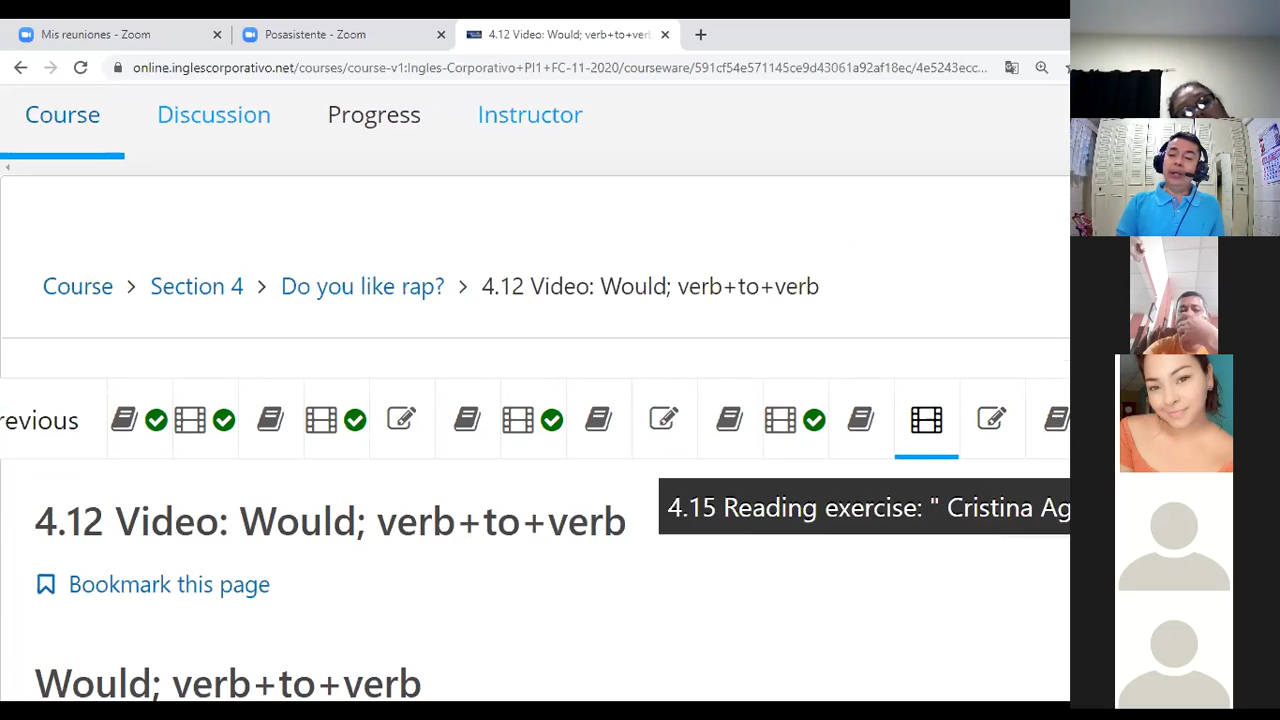 Mis reuniones - Zoom
Posasistente - Zoom
4.12 Video: Would; verb+to+verb
online.inglescorporativo.net/courses/course-v1:Ingles-Corporativo+PI1+FC-11-2020/courseware/591cf54e571145ce9d43061a92af18ec/4e5243ecc...
Course Discussion Progress Instructor
Course > Section 4 > Do you like rap? > 4.12 Video: Would; verb+to+verb
revious
4.12 Video: Would; verb+to+verb
4.15 Reading exercise: " Cristina Ag
Bookmark this page
Would; verb+to+verb